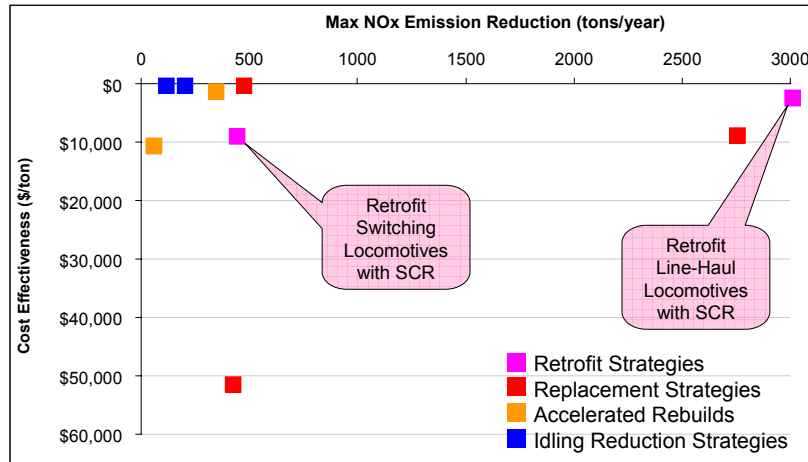 Max NOx Emission Reduction (tons/year)
0 500 1000 1500 2000 2500 3000
Cost Effectiveness ($/ton)
$0
$10,000
$20,000
$30,000
$40,000
$50,000
$60,000
Retrofit
Switching
Locomotives
with SCR
Retrofit
Line-Haul
Locomotives
with SCR
Retrofit Strategies
Replacement Strategies
Accelerated Rebuilds
Idling Reduction Strategies